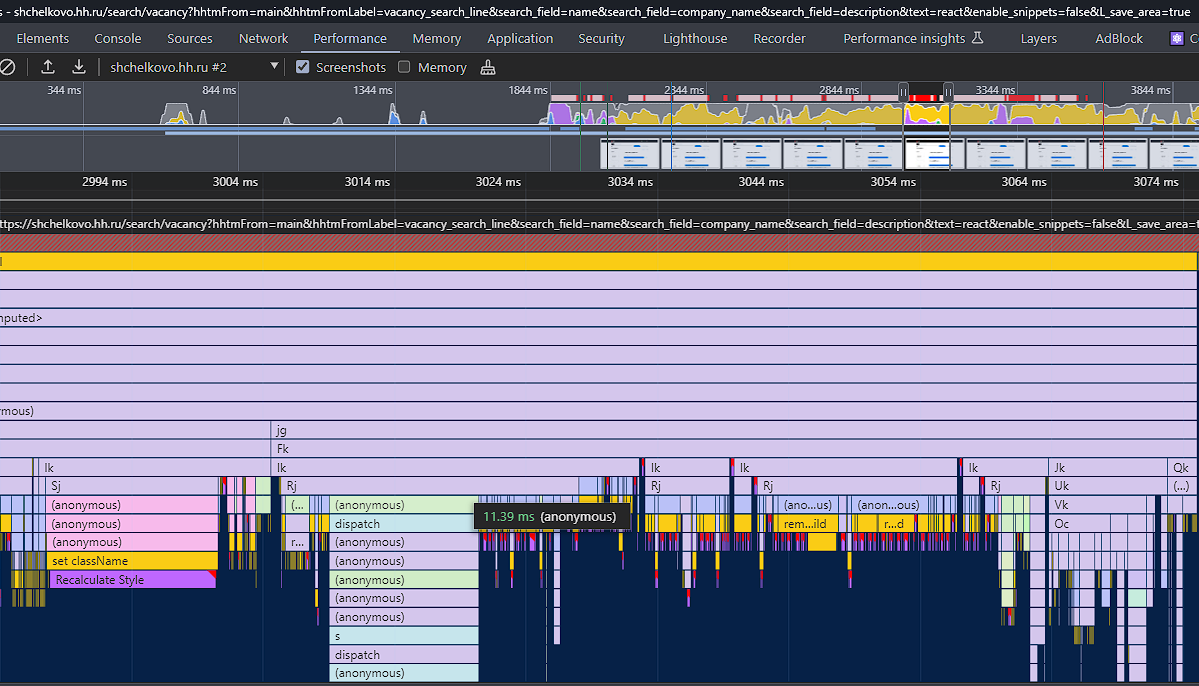 s - shchelkovo.hh.ru/search/vacancy?hhtmFrom=main&hhtmFromLabel=vacancy_search_line&search_field=name&search_field=company_name&search_field=description&text=react&enable_snippets=false&L_save_area=true
Elements Console Sources Network Performance Memory Application Security Lighthouse Recorder Performance insights Layers AdBlock C
shchelkovo.hh.ru #2 Screenshots Memory
344 ms 844 ms 1344 ms 1844 ms 2344 ms 2844 ms 3344 ms 3844 ms
2994 ms 3004 ms 3014 ms 3024 ms 3034 ms 3044 ms 3054 ms 3064 ms 3074 ms
ttps://shchelkovo.hh.ru/search/vacancy?hhtmFrom=main&hhtmFromLabel=vacancy_search_line&search_field=name&search_field=company_name&search_field=description&text=react&enable_snippets=false&L_save_area=t
nputed>
mous)
jg
Fk
lk lk lk lk lk Jk Qk
Sj Rj Rj Rj Rj Uk (...)
(anonymous) (... (anonymous) (ano...us) (anon...ous) Vk
(anonymous) dispatch 11.39 ms (anonymous) rem...ild r...d Oc
(anonymous) r... (anonymous)
set className (anonymous)
Recalculate Style (anonymous)
(anonymous)
(anonymous)
s
dispatch
(anonymous)